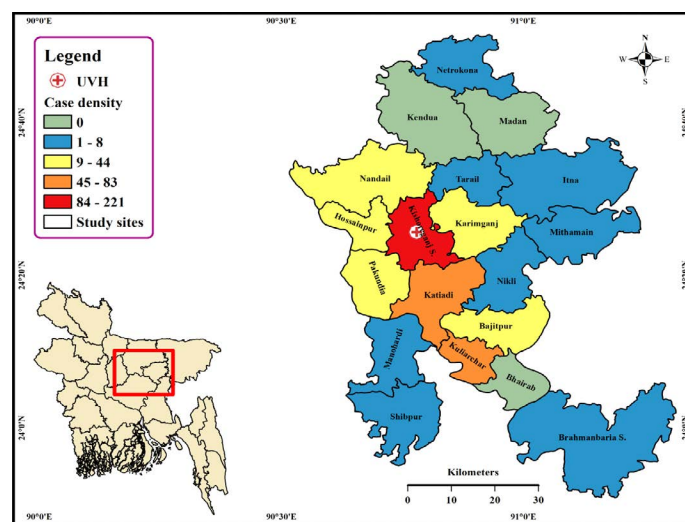 90°0'E
90°30'E
91°0'E
Legend
UVH
Case density
0
1 - 8
9 - 44
45 - 83
84 - 221
Study sites
N
W
E
S
24°40'N
24°20'N
24°0'N
Netrokona
Kendua
Madan
Nandail
Tarail
Itna
Hossainpur
Karimganj
Mithamain
Pakundia
Katiadi
Nikli
Bajitpur
Monohardi
Kuliarchar
Bhairab
Shibpur
Brahmanbaria S.
Kilometers
0 10 20 30
90°0'E
90°30'E
91°0'E